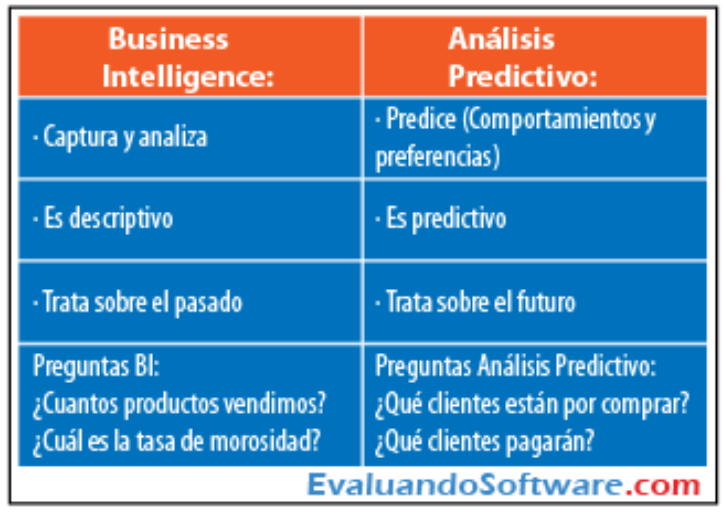 Business
Intelligence:
Análisis
Predictivo:
· Captura y analiza
· Predice (Comportamientos y
preferencias)
· Es descriptivo
· Es predictivo
· Trata sobre el pasado
· Trata sobre el futuro
Preguntas BI:
¿Cuantos productos vendimos?
¿Cuál es la tasa de morosidad?
Preguntas Análisis Predictivo:
¿Qué clientes están por comprar?
¿Qué clientes pagarán?
EvaluandoSoftware.com